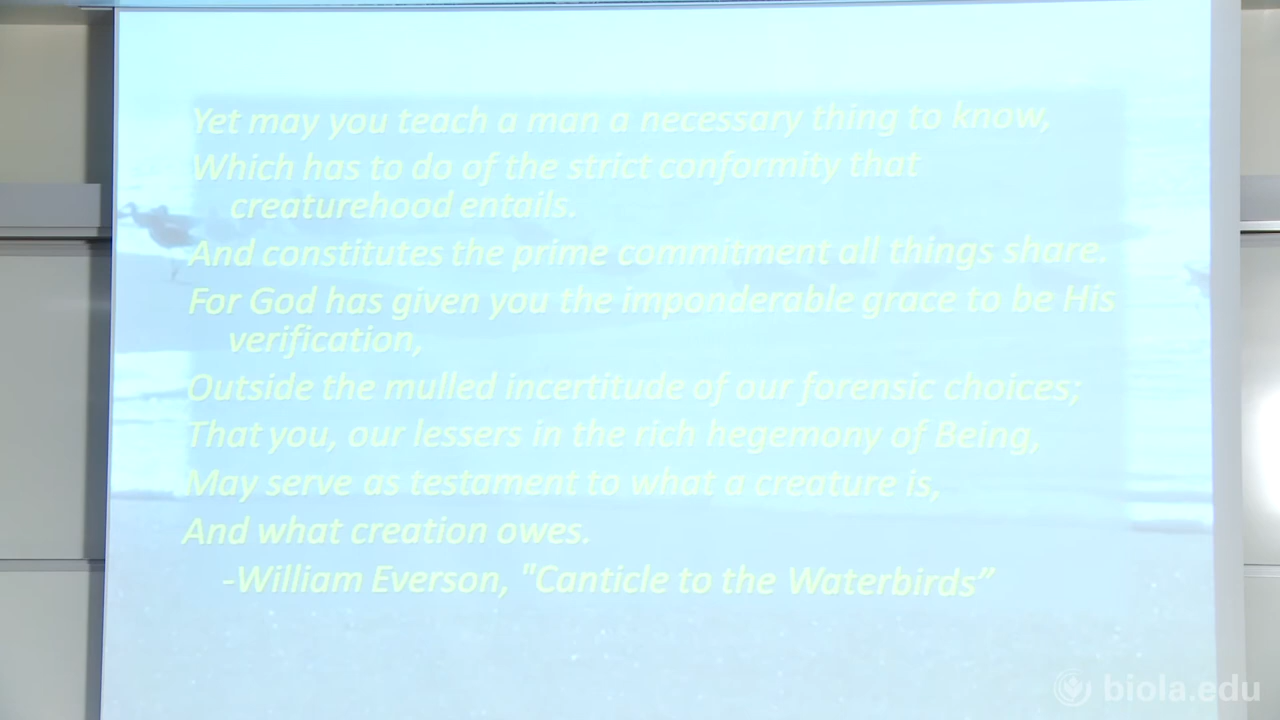 Yet may you teach a man a necessary thing to know,
Which has to do of the strict conformity that
creaturehood entails.
And constitutes the prime commitment all things share.
For God has given you the imponderable grace to be His
verification,
Outside the mulled incertitude of our forensic choices;
That you, our lessers in the rich hegemony of Being,
May serve as testament to what a creature is,
And what creation owes.
-William Everson, "Canticle to the Waterbirds”
biola.edu